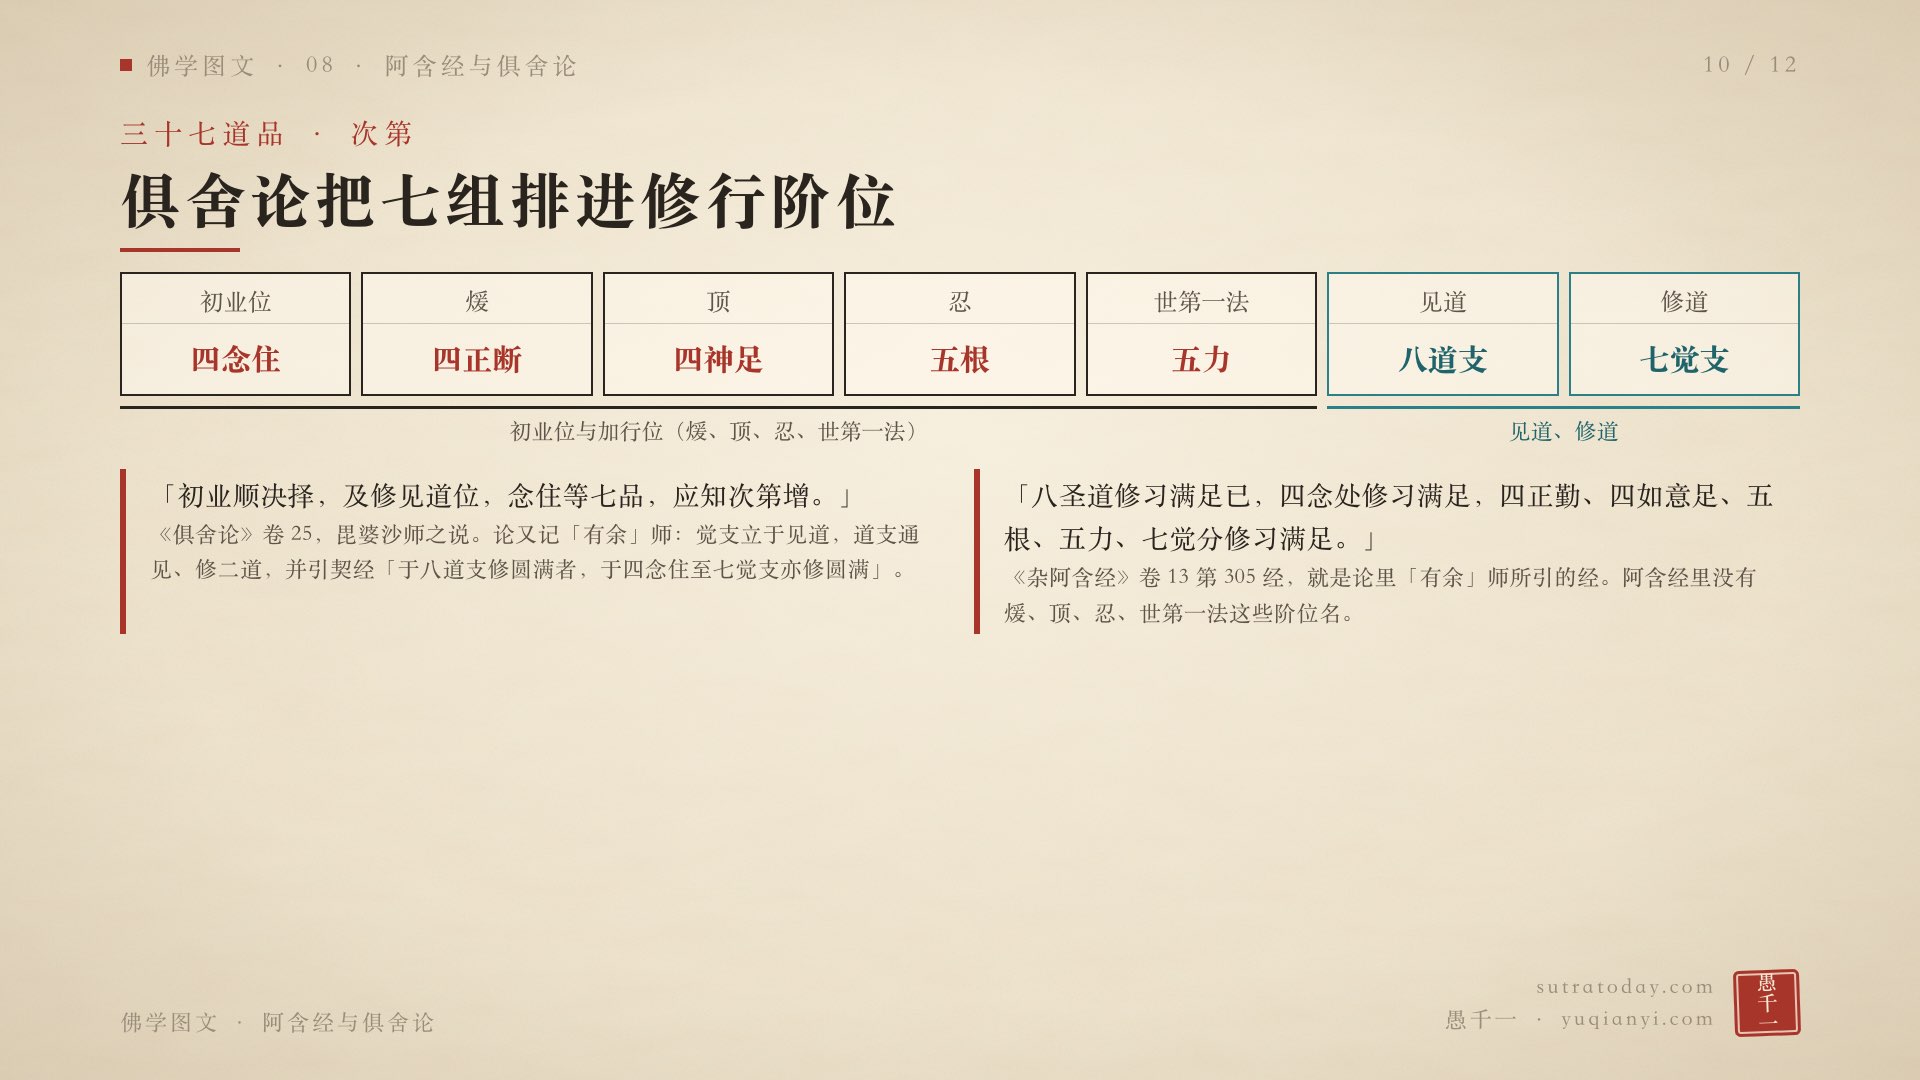 佛学图文 · 08 · 阿含经与俱舍论
10 / 12
三十七道品 · 次第
俱舍论把七组排进修行阶位
初业位
四念住
煖
四正断
顶
四神足
忍
五根
世第一法
五力
见道
八道支
修道
七觉支
初业位与加行位（煖、顶、忍、世第一法）
见道、修道
「初业顺决择，及修见道位，念住等七品，应知次第增。」
《俱舍论》卷 25，毘婆沙师之说。论又记「有余」师：觉支立于见道，道支通
见、修二道，并引契经「于八道支修圆满者，于四念住至七觉支亦修圆满」。
「八圣道修习满足已，四念处修习满足，四正勤、四如意足、五
根、五力、七觉分修习满足。」
《杂阿含经》卷 13 第 305 经，就是论里「有余」师所引的经。阿含经里没有
煖、顶、忍、世第一法这些阶位名。
佛学图文 · 阿含经与俱舍论
sutratoday.com
愚千一 · yuqianyi.com
愚千一